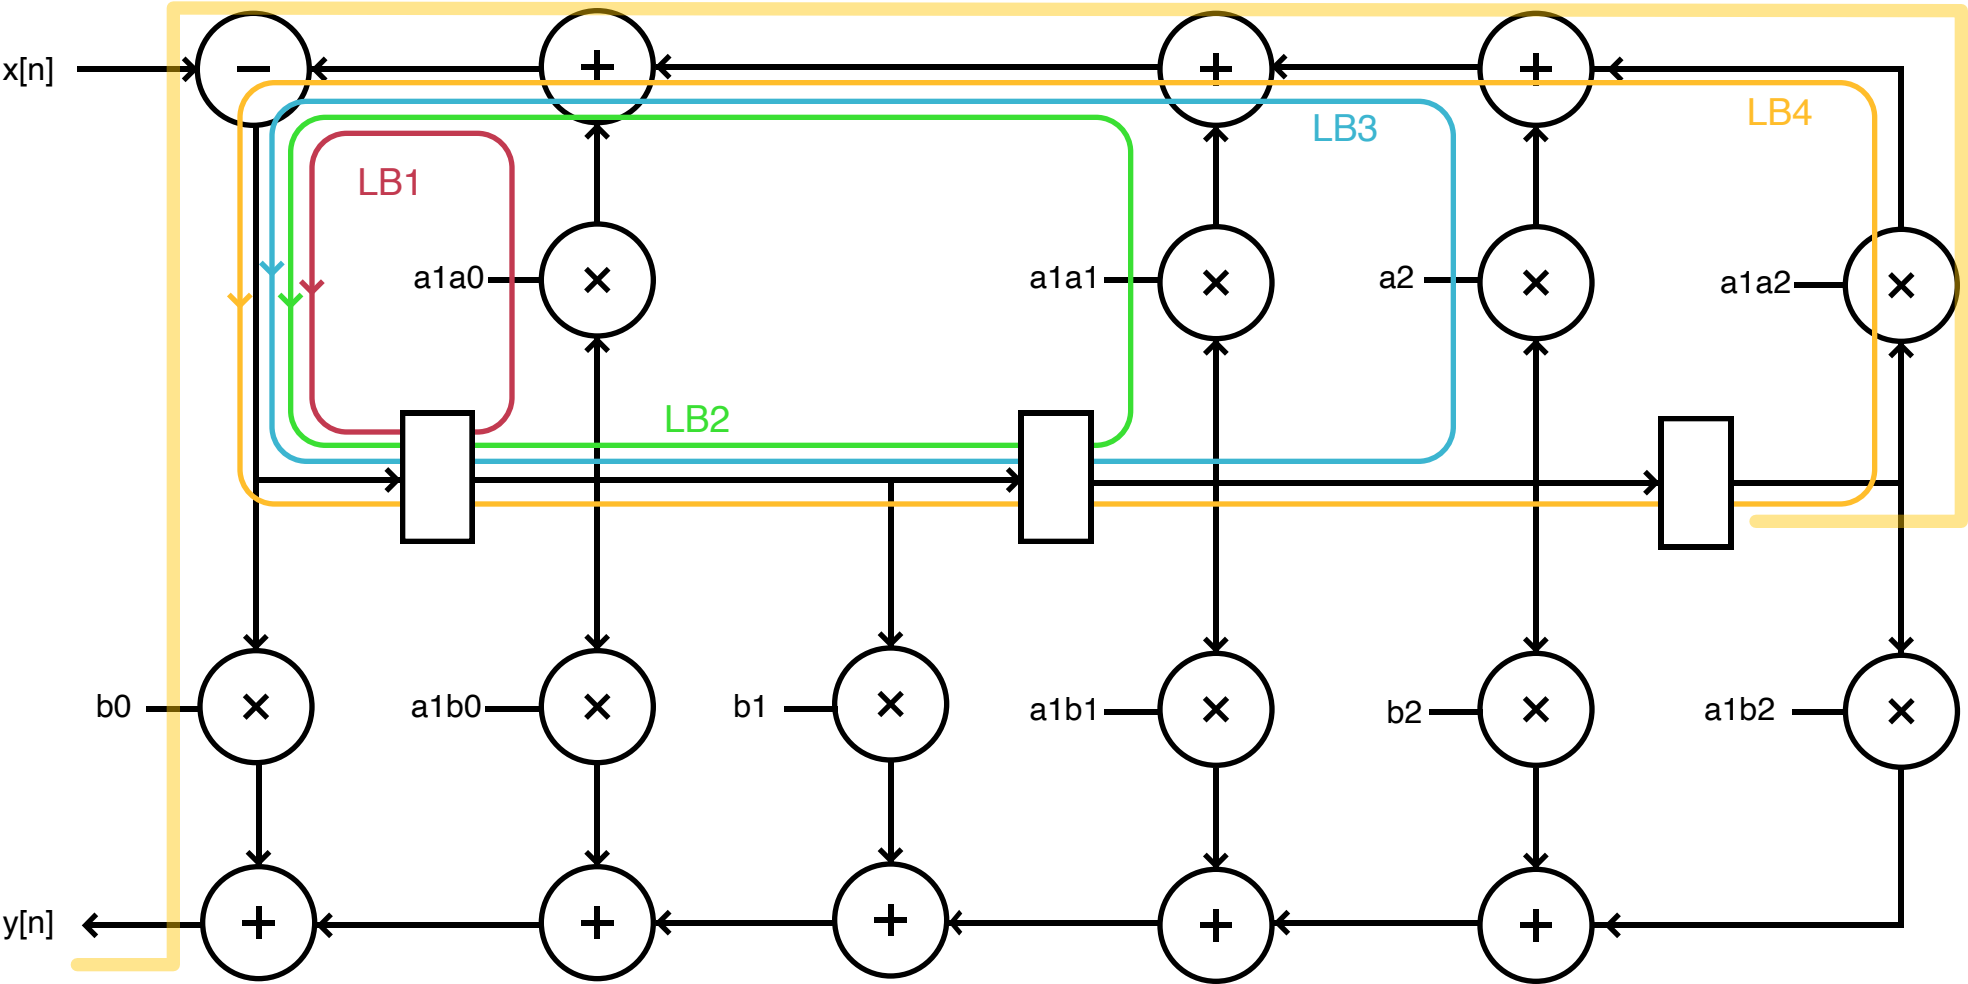 x[n] − + + +
LB4
LB3
LB1
a1a0 × a1a1 × a2 × a1a2 ×
LB2
b0 × a1b0 × b1 × a1b1 × b2 × a1b2 ×
y[n] + + + + +